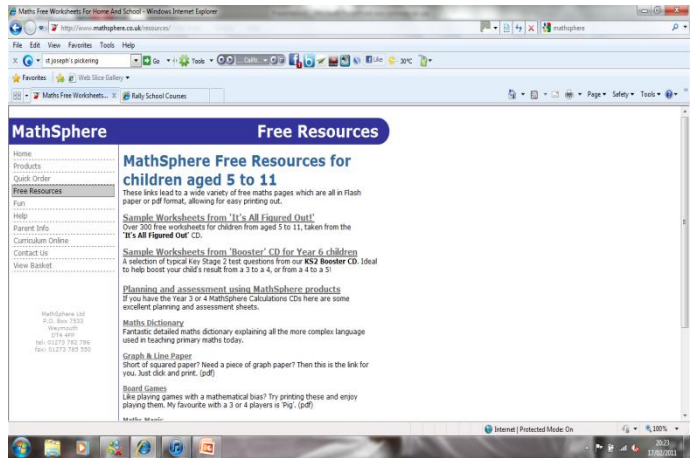 Maths Free Worksheets For Home And School - Windows Internet Explorer
http://www.mathsphere.co.uk/resources/
mathsphere
File Edit View Favorites Tools Help
st joseph's pickering
Go
Tools
Like
30°C
Favorites
Web Slice Gallery
Maths Free Worksheets...
Rally School Courses
Page
Safety
Tools
MathSphere
Free Resources
Home
Products
Quick Order
Free Resources
Fun
Help
Parent Info
Curriculum Online
Contact Us
View Basket
MathSphere Ltd
P.O. Box 7533
Weymouth
DT4 4FP
tel: 01273 782 786
fax: 01273 785 550
MathSphere Free Resources for
children aged 5 to 11
These links lead to a wide variety of free maths pages which are all in Flash
paper or pdf format, allowing for easy printing out.
Sample Worksheets from 'It's All Figured Out!'
Over 300 free worksheets for children from aged 5 to 11, taken from the
'It's All Figured Out' CD.
Sample Worksheets from 'Booster' CD for Year 6 children
A selection of typical Key Stage 2 test questions from our KS2 Booster CD. Ideal
to help boost your child's result from a 3 to a 4, or from a 4 to a 5!
Planning and assessment using MathSphere products
If you have the Year 3 or 4 MathSphere Calculations CDs here are some
excellent planning and assessment sheets.
Maths Dictionary
Fantastic detailed maths dictionary explaining all the more complex language
used in teaching primary maths today.
Graph & Line Paper
Short of squared paper? Need a piece of graph paper? Then this is the link for
you. Just click and print. (pdf)
Board Games
Like playing games with a mathematical bias? Try printing these and enjoy
playing them. My favourite with a 3 or 4 players is 'Pig'. (pdf)
Maths Magic
Internet | Protected Mode: On
100%
20:23
17/02/2011